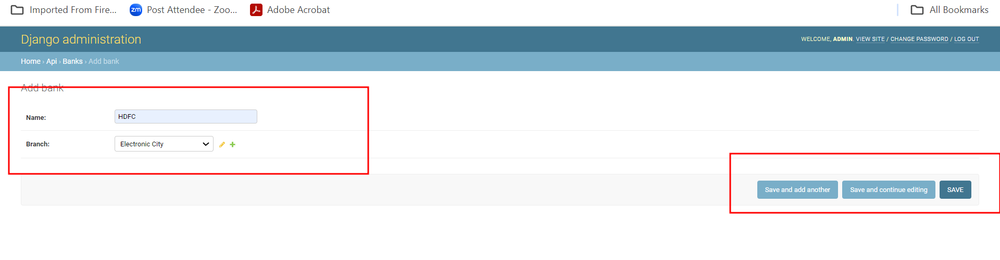 Imported From Fire... Post Attendee - Zoo... Adobe Acrobat All Bookmarks
Django administration WELCOME, ADMIN. VIEW SITE / CHANGE PASSWORD / LOG OUT
Home › Api › Banks › Add bank
Add bank
Name: HDFC
Branch: Electronic City
Save and add another Save and continue editing SAVE